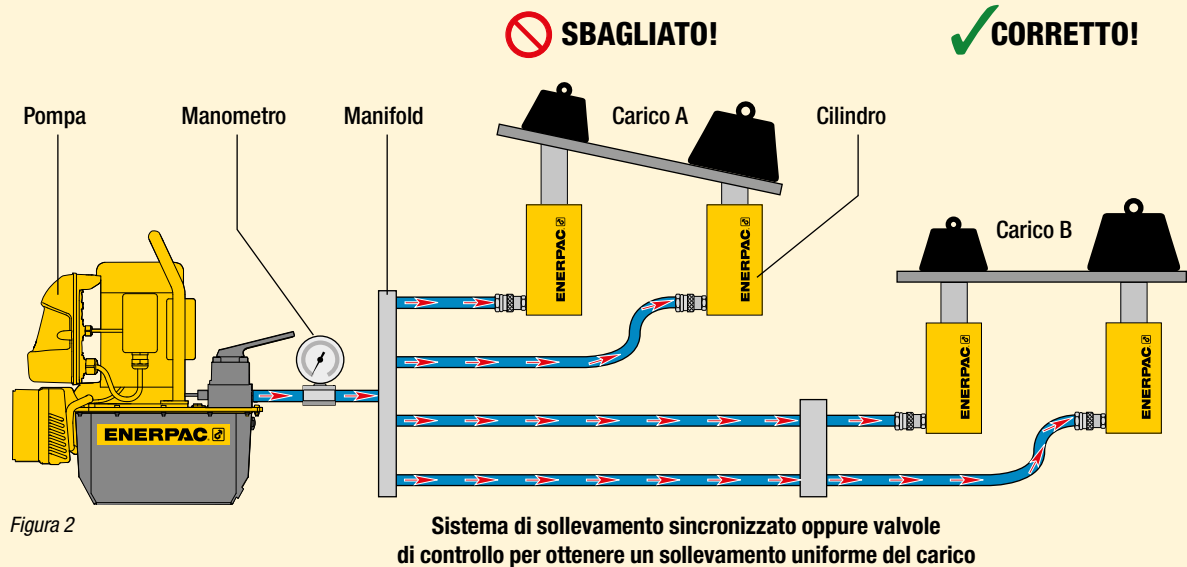 SBAGLIATO!
CORRETTO!
Pompa
Manometro
Manifold
Carico A
Cilindro
Carico B
ENERPAC
ENERPAC
ENERPAC
ENERPAC
ENERPAC
Figura 2
Sistema di sollevamento sincronizzato oppure valvole
di controllo per ottenere un sollevamento uniforme del carico